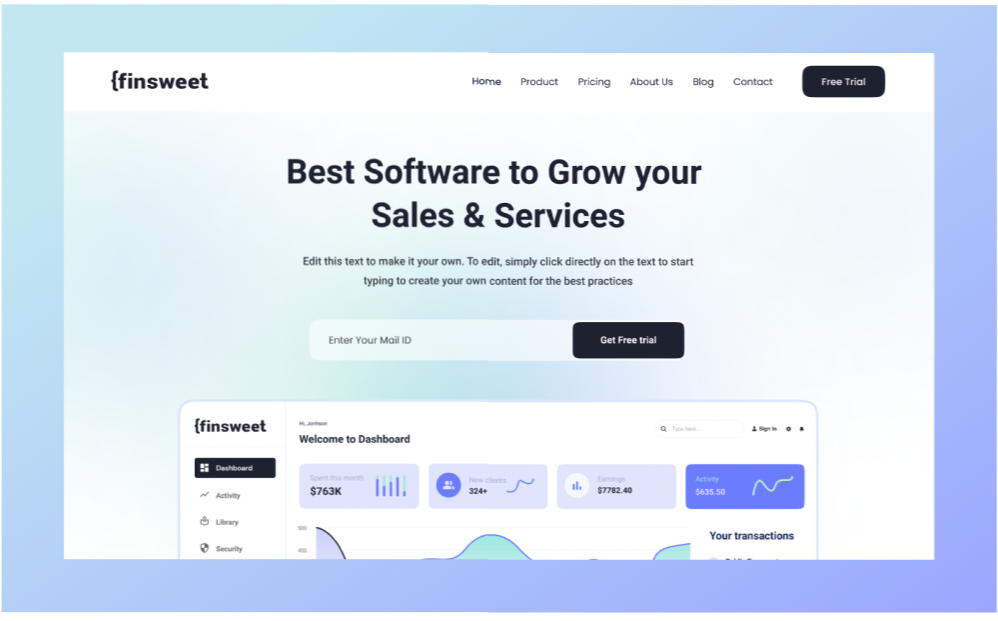 {finsweet
Home Product Pricing About Us Blog Contact Free Trial
Best Software to Grow your
Sales & Services
Edit this text to make it your own. To edit, simply click directly on the text to start
typing to create your own content for the best practices
Enter Your Mail ID Get Free trial
{finsweet
Hi, Jonhson
Welcome to Dashboard
Type here...
Sign In
Dashboard
Activity
Library
Security
Spent this month
$763K
New clients
324+
Earnings
$7782.40
Activity
$635.50
500
400
Your transactions